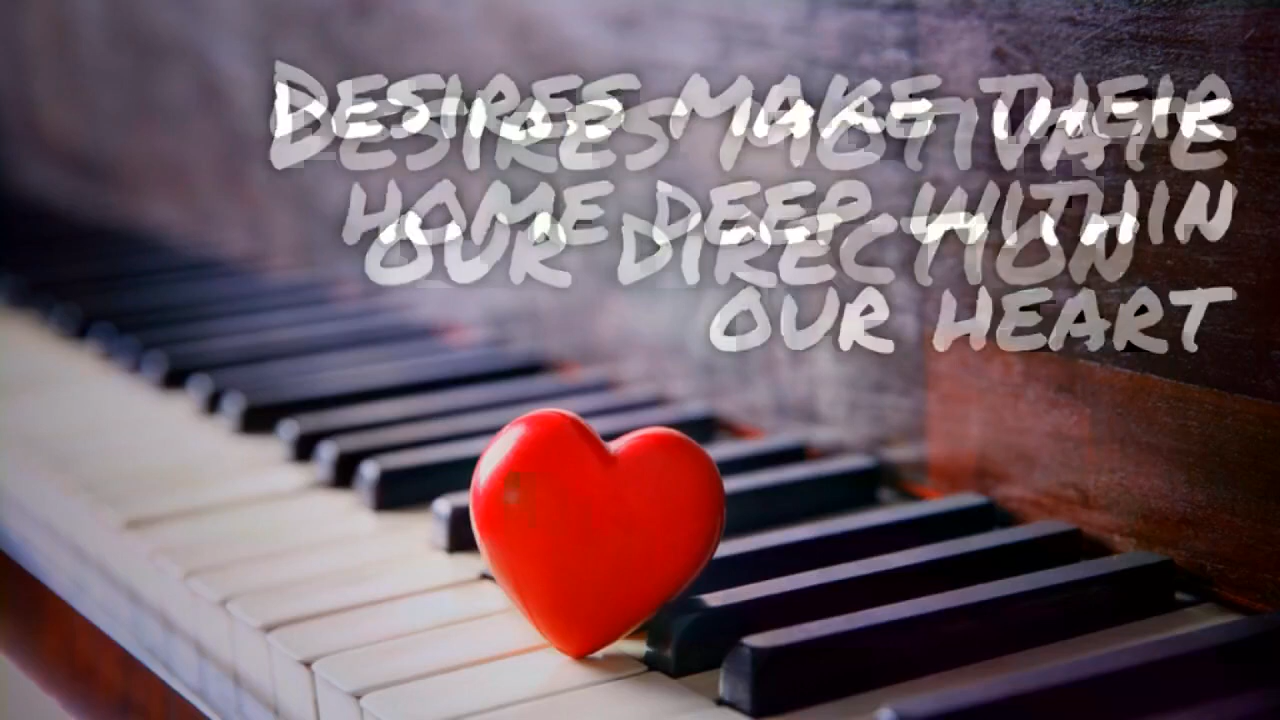 DESIRES MAKE THEIR
HOME DEEP WITHIN
OUR HEART
DESIRES MOTIVATE
OUR DIRECTION